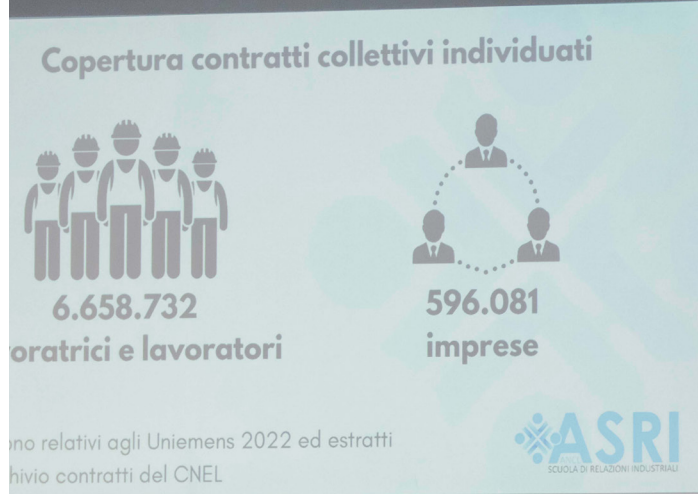 Copertura contratti collettivi individuati
6.658.732
oratrici e lavoratori
596.081
imprese
ono relativi agli Uniemens 2022 ed estratti
hivio contratti del CNEL
ASRI
SCUOLA DI RELAZIONI INDUSTRIALI